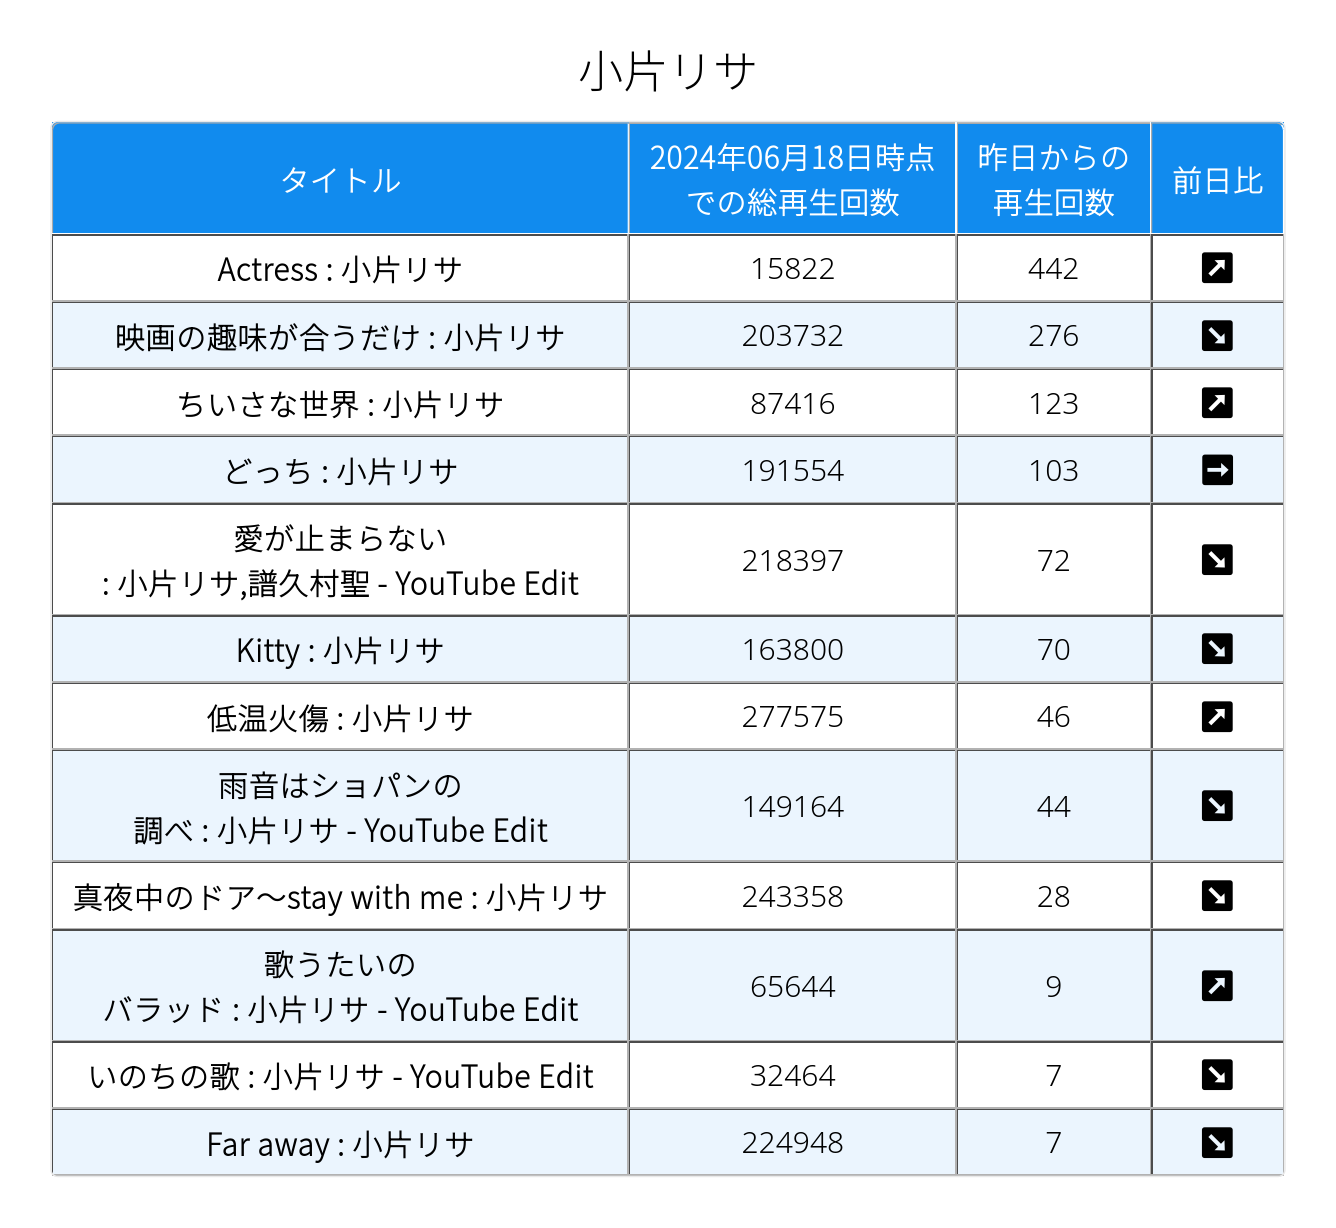 小片リサ
タイトル
2024年06月18日時点
での総再生回数
昨日からの
再生回数
前日比
Actress : 小片リサ
15822
442
↗
映画の趣味が合うだけ : 小片リサ
203732
276
↘
ちいさな世界 : 小片リサ
87416
123
↗
どっち : 小片リサ
191554
103
→
愛が止まらない
: 小片リサ,譜久村聖 - YouTube Edit
218397
72
↘
Kitty : 小片リサ
163800
70
↘
低温火傷 : 小片リサ
277575
46
↗
雨音はショパンの
調べ : 小片リサ - YouTube Edit
149164
44
↘
真夜中のドア〜stay with me : 小片リサ
243358
28
↘
歌うたいの
バラッド : 小片リサ - YouTube Edit
65644
9
↗
いのちの歌 : 小片リサ - YouTube Edit
32464
7
↘
Far away : 小片リサ
224948
7
↘